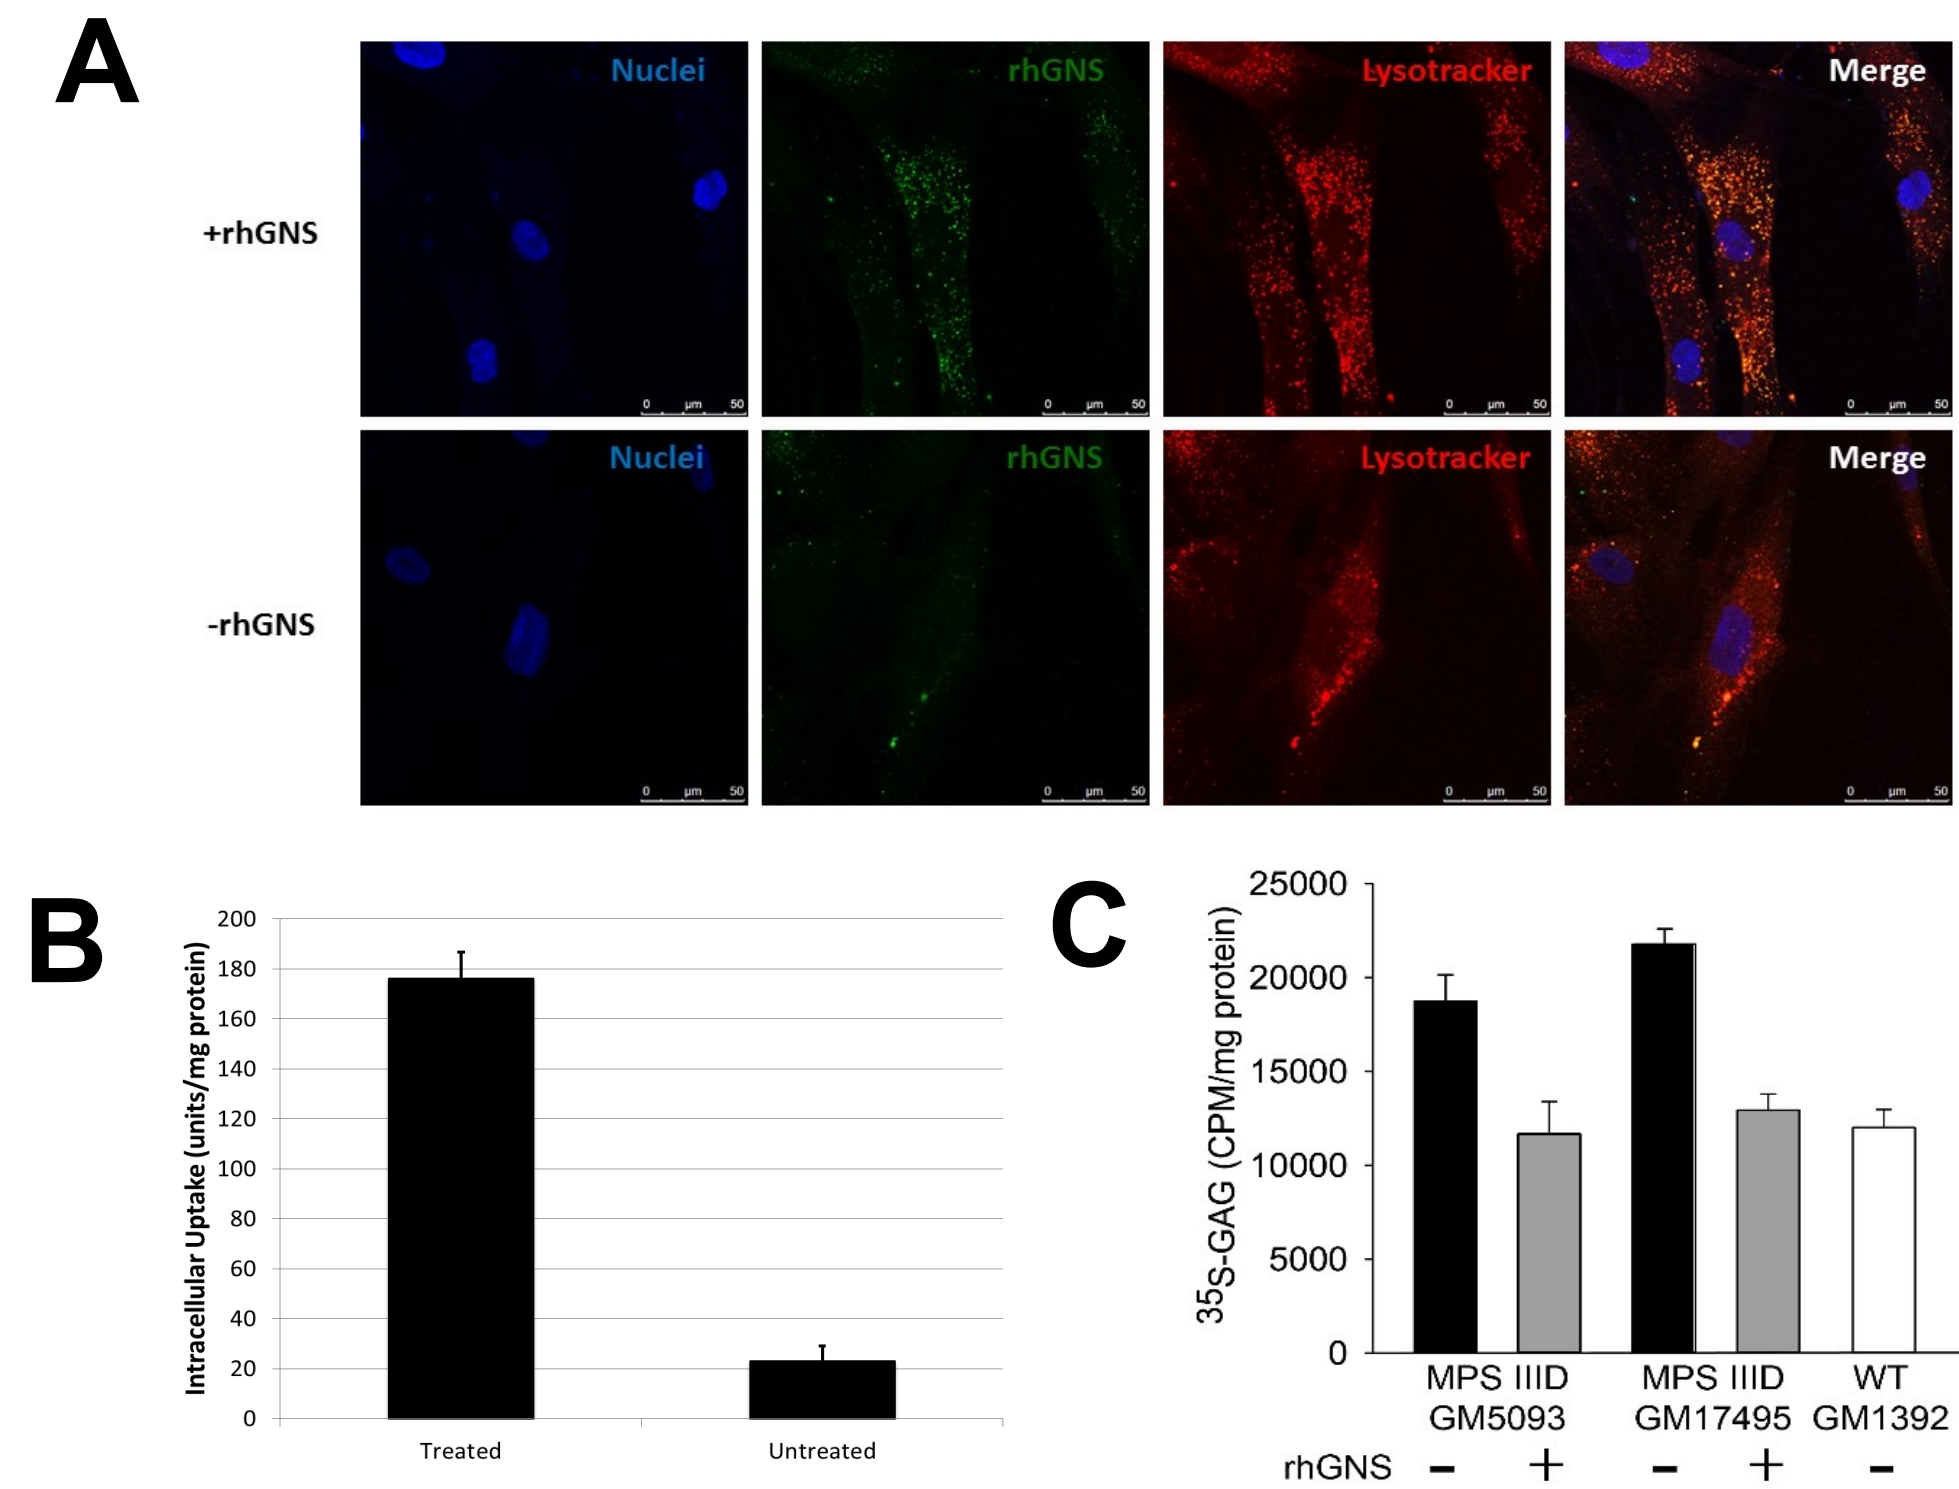 A
Nuclei
rhGNS
Lysotracker
Merge
+rhGNS
0 µm 50
0 µm 50
0 µm 50
0 µm 50
Nuclei
rhGNS
Lysotracker
Merge
-rhGNS
0 µm 50
0 µm 50
0 µm 50
0 µm 50
B
Intracellular Uptake (units/mg protein)
200
180
160
140
120
100
80
60
40
20
0
Treated Untreated
C
35S-GAG (CPM/mg protein)
25000
20000
15000
10000
5000
0
MPS IIID MPS IIID WT
GM5093 GM17495 GM1392
rhGNS - + - + -